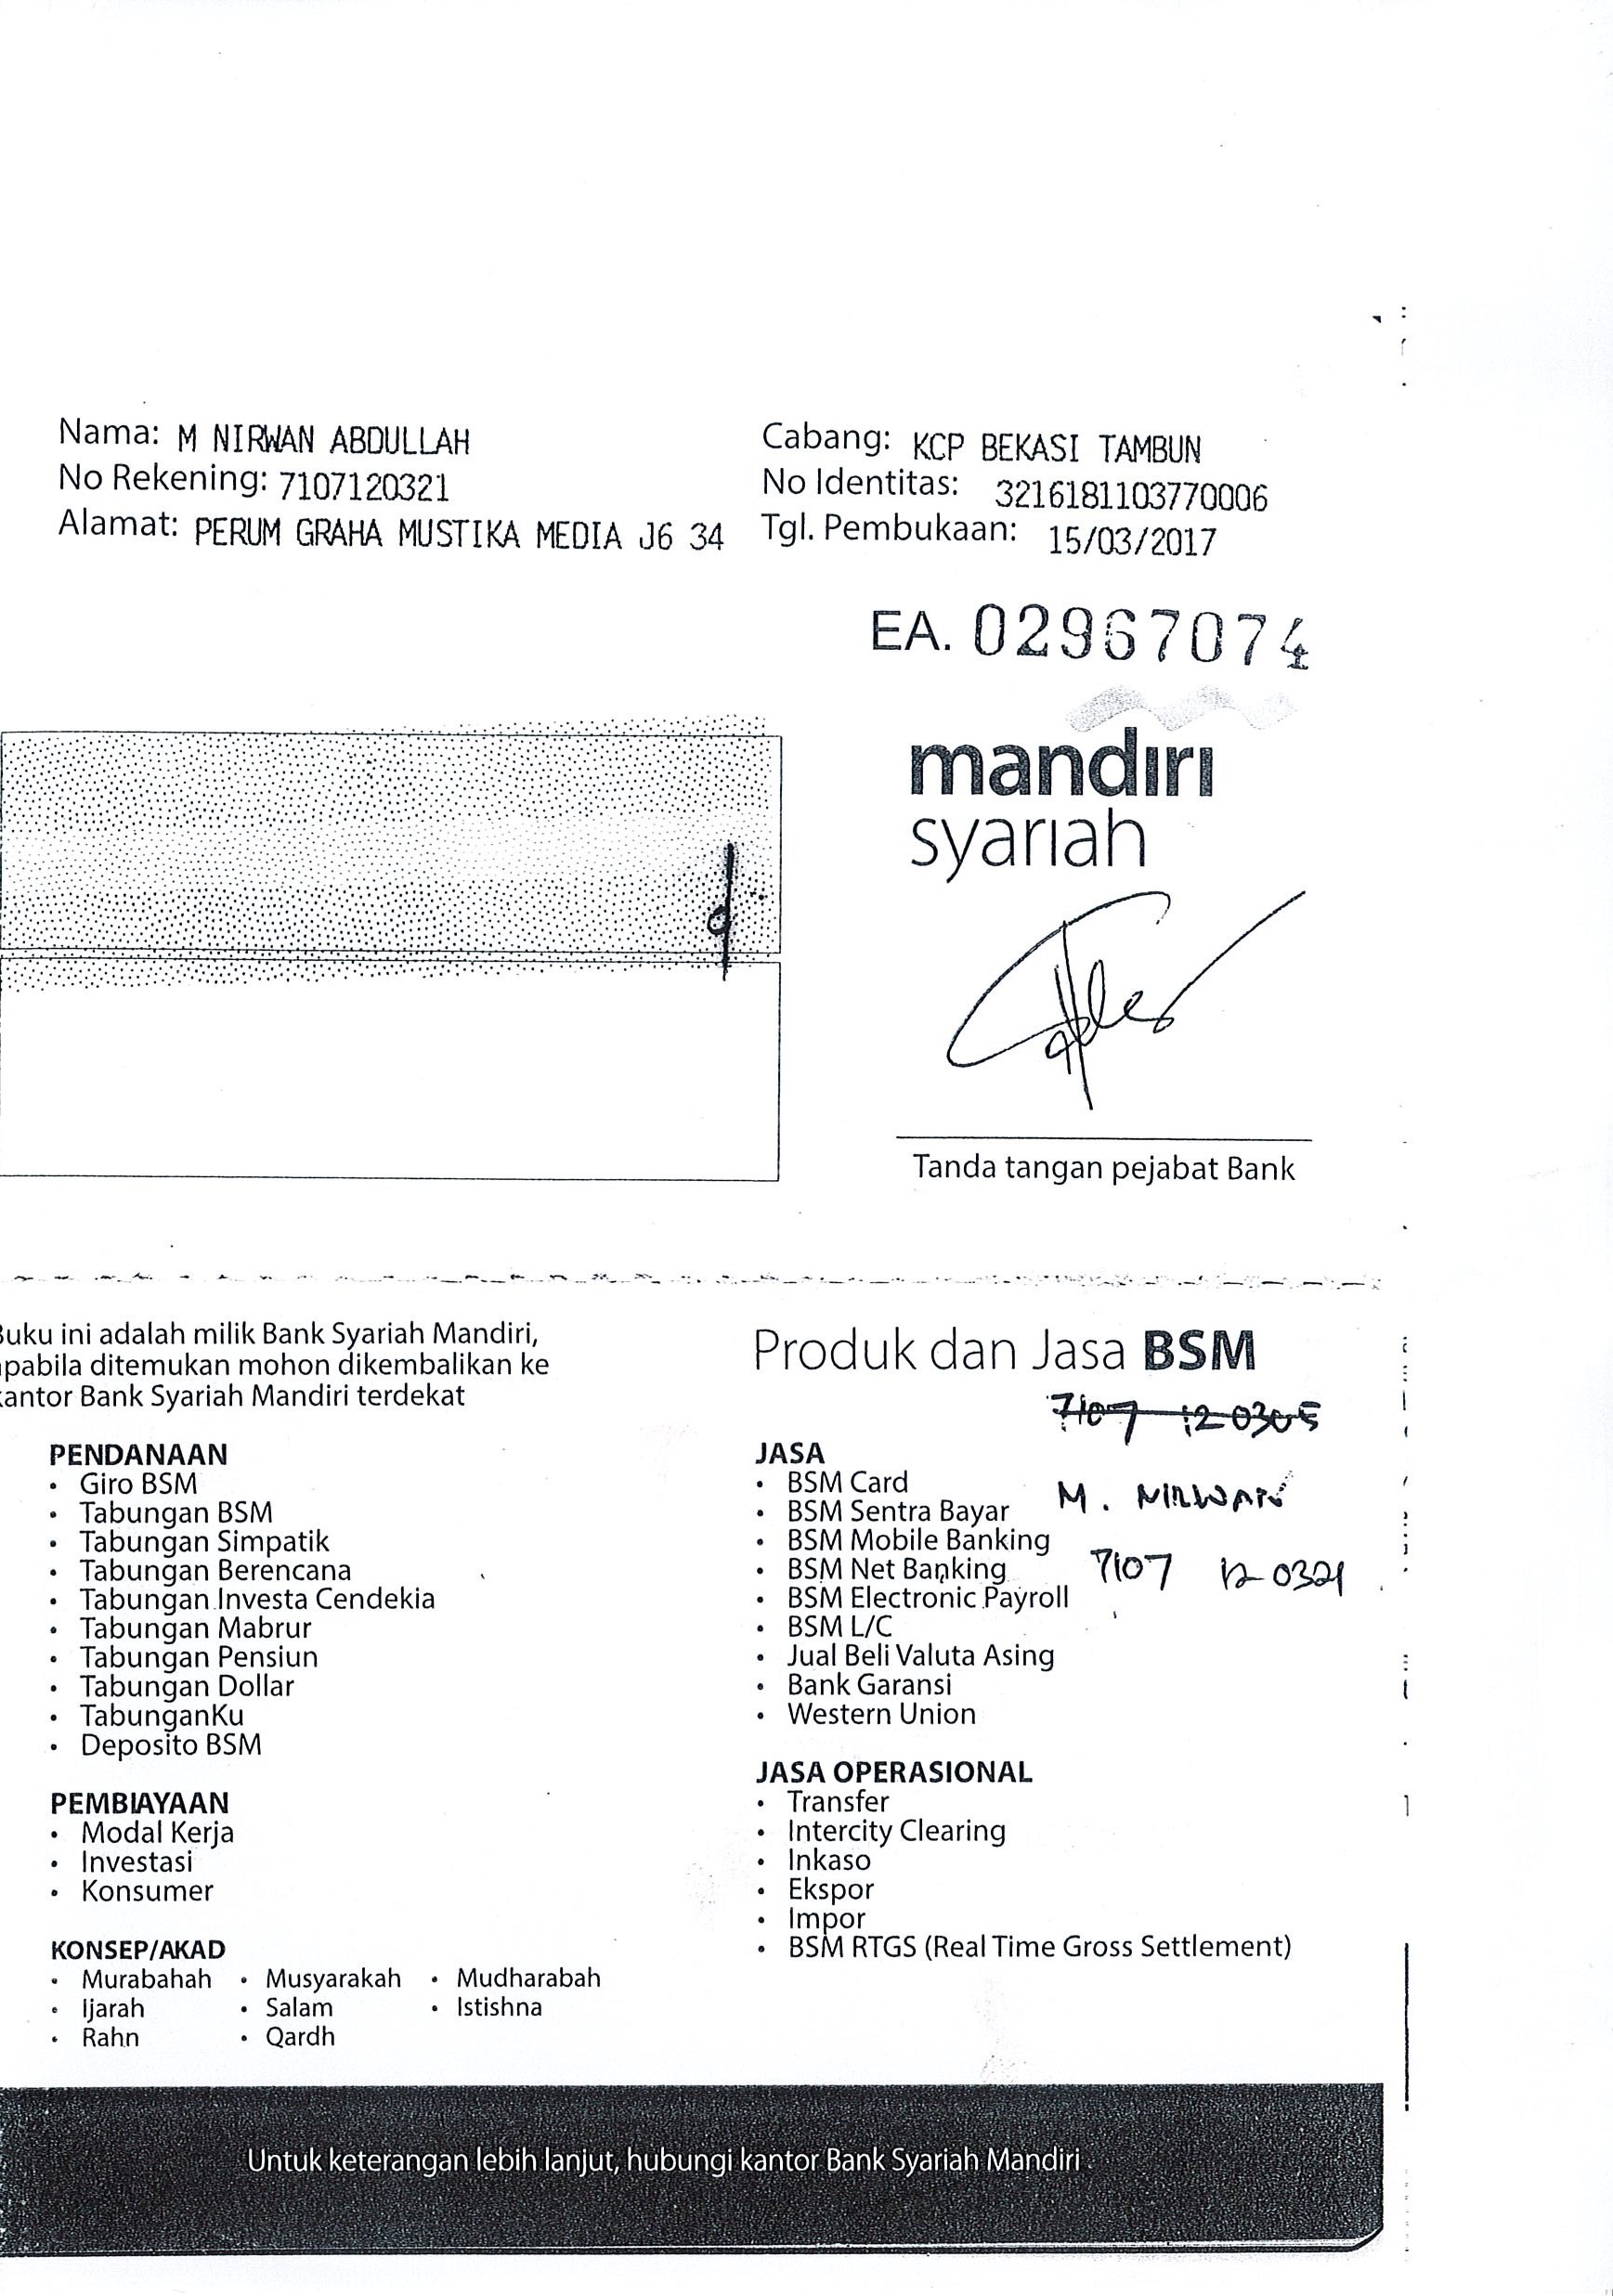 Nama: M NIRWAN ABDULLAH
No Rekening: 7107120321
Alamat: PERUM GRAHA MUSTIKA MEDIA J6 34
Cabang: KCP BEKASI TAMBUN
No Identitas: 3216181103770006
Tgl. Pembukaan: 15/03/2017
EA. 02967074
mandiri
syariah
Tanda tangan pejabat Bank
Buku ini adalah milik Bank Syariah Mandiri,
apabila ditemukan mohon dikembalikan ke
kantor Bank Syariah Mandiri terdekat
PENDANAAN
• Giro BSM
• Tabungan BSM
• Tabungan Simpatik
• Tabungan Berencana
• Tabungan Investa Cendekia
• Tabungan Mabrur
• Tabungan Pensiun
• Tabungan Dollar
• TabunganKu
• Deposito BSM
PEMBIAYAAN
• Modal Kerja
• Investasi
• Konsumer
KONSEP/AKAD
• Murabahah • Musyarakah • Mudharabah
• Ijarah • Salam • Istishna
• Rahn • Qardh
Produk dan Jasa BSM
7107 12 0305
M. NIRWAN
7107 12 0321
JASA
• BSM Card
• BSM Sentra Bayar
• BSM Mobile Banking
• BSM Net Banking
• BSM Electronic Payroll
• BSM L/C
• Jual Beli Valuta Asing
• Bank Garansi
• Western Union
JASA OPERASIONAL
• Transfer
• Intercity Clearing
• Inkaso
• Ekspor
• Impor
• BSM RTGS (Real Time Gross Settlement)
Untuk keterangan lebih lanjut, hubungi kantor Bank Syariah Mandiri .